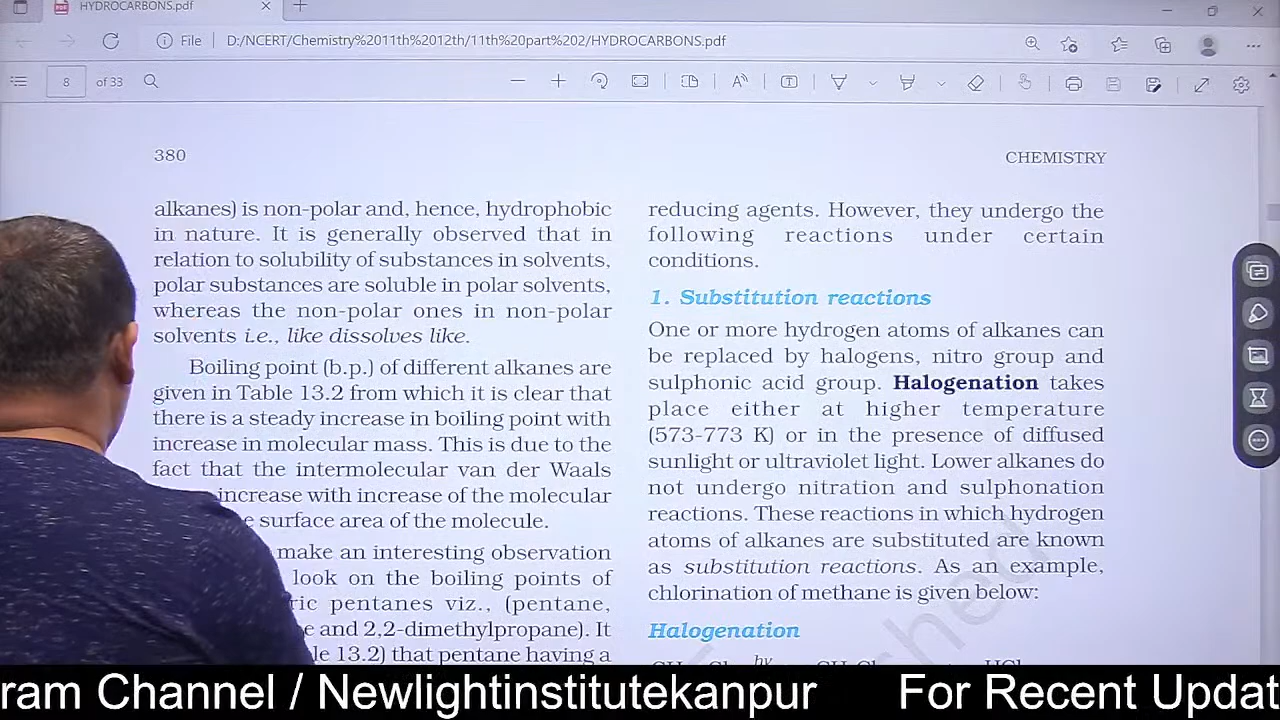 HYDROCARBONS.pdf
File
D:/NCERT/Chemistry%2011th%2012th/11th%20part%202/HYDROCARBONS.pdf
8 of 33
380
CHEMISTRY
alkanes) is non-polar and, hence, hydrophobic
in nature. It is generally observed that in
relation to solubility of substances in solvents,
polar substances are soluble in polar solvents,
whereas the non-polar ones in non-polar
solvents i.e., like dissolves like.
Boiling point (b.p.) of different alkanes are
given in Table 13.2 from which it is clear that
there is a steady increase in boiling point with
increase in molecular mass. This is due to the
fact that the intermolecular van der Waals
increase with increase of the molecular
surface area of the molecule.
make an interesting observation
look on the boiling points of
pentanes viz., (pentane,
and 2,2-dimethylpropane). It
13.2) that pentane having a
reducing agents. However, they undergo the
following reactions under certain
conditions.
1. Substitution reactions
One or more hydrogen atoms of alkanes can
be replaced by halogens, nitro group and
sulphonic acid group. Halogenation takes
place either at higher temperature
(573-773 K) or in the presence of diffused
sunlight or ultraviolet light. Lower alkanes do
not undergo nitration and sulphonation
reactions. These reactions in which hydrogen
atoms of alkanes are substituted are known
as substitution reactions. As an example,
chlorination of methane is given below:
Halogenation
hν
ram Channel / Newlightinstitutekanpur For Recent Updat